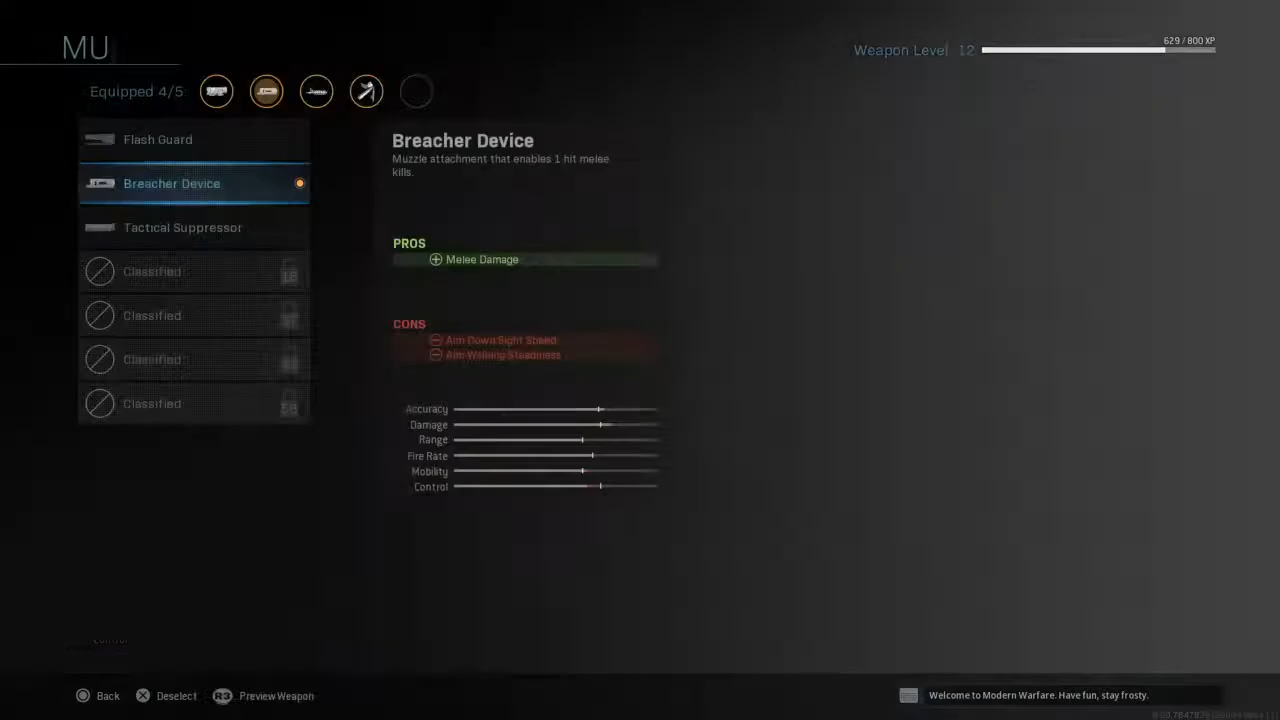 MU
Weapon Level 12
629 / 800 XP
Equipped 4/5
Flash Guard
Breacher Device
Tactical Suppressor
Classified
Classified
Classified
Classified
Breacher Device
Muzzle attachment that enables 1 hit melee
kills.
PROS
Melee Damage
CONS
Aim Down Sight Speed
Aim Walking Steadiness
Accuracy
Damage
Range
Fire Rate
Mobility
Control
Back
Deselect
R3 Preview Weapon
Welcome to Modern Warfare. Have fun, stay frosty.